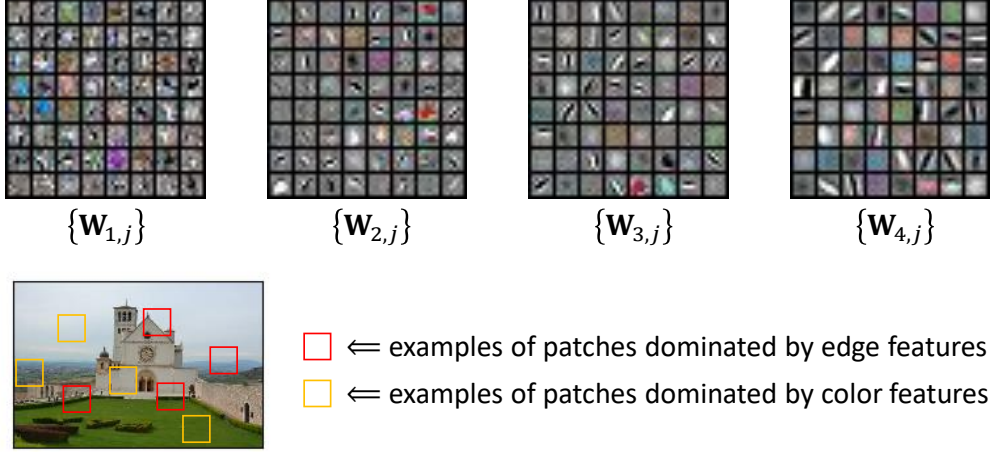 {𝐖₁,ⱼ} {𝐖₂,ⱼ} {𝐖₃,ⱼ} {𝐖₄,ⱼ}
⟸ examples of patches dominated by edge features
⟸ examples of patches dominated by color features